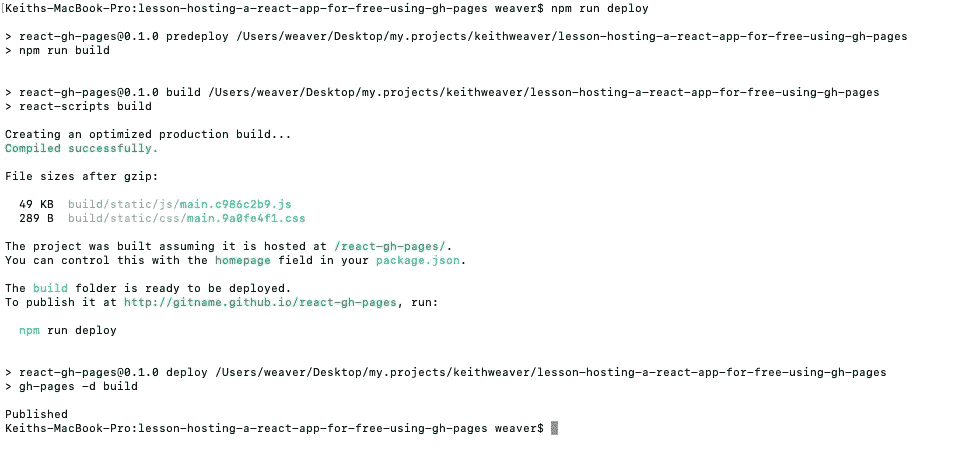 Keiths-MacBook-Pro:lesson-hosting-a-react-app-for-free-using-gh-pages weaver$ npm run deploy
> react-gh-pages@0.1.0 predeploy /Users/weaver/Desktop/my.projects/keithweaver/lesson-hosting-a-react-app-for-free-using-gh-pages
> npm run build
> react-gh-pages@0.1.0 build /Users/weaver/Desktop/my.projects/keithweaver/lesson-hosting-a-react-app-for-free-using-gh-pages
> react-scripts build
Creating an optimized production build...
Compiled successfully.
File sizes after gzip:
49 KB  build/static/js/main.c986c2b9.js
289 B  build/static/css/main.9a0fe4f1.css
The project was built assuming it is hosted at /react-gh-pages/.
You can control this with the homepage field in your package.json.
The build folder is ready to be deployed.
To publish it at http://gitname.github.io/react-gh-pages, run:
npm run deploy
> react-gh-pages@0.1.0 deploy /Users/weaver/Desktop/my.projects/keithweaver/lesson-hosting-a-react-app-for-free-using-gh-pages
> gh-pages -d build
Published
Keiths-MacBook-Pro:lesson-hosting-a-react-app-for-free-using-gh-pages weaver$